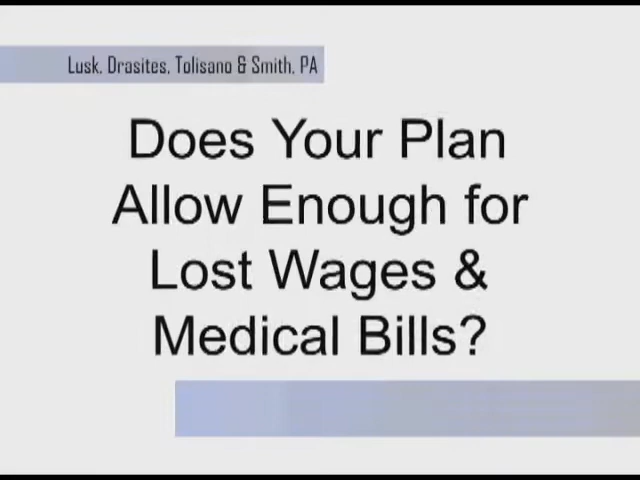 Lusk, Drasites, Tolisano & Smith, PA
Does Your Plan
Allow Enough for
Lost Wages &
Medical Bills?